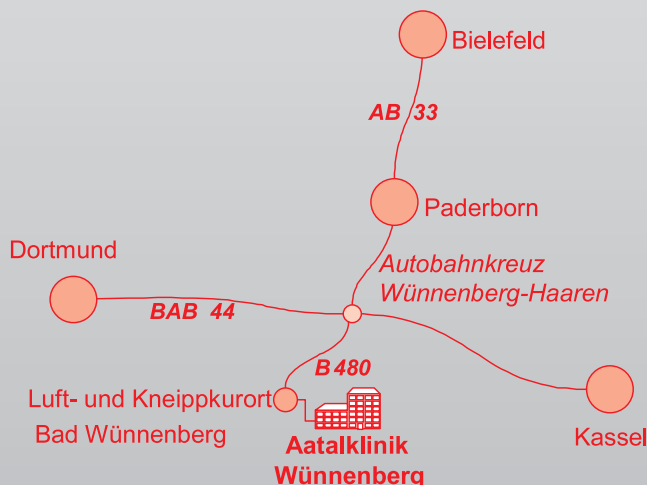 Bielefeld
AB 33
Paderborn
Dortmund
Autobahnkreuz
Wünnenberg-Haaren
BAB 44
B 480
Luft- und Kneippkurort
Bad Wünnenberg
Kassel
Aatalklinik
Wünnenberg